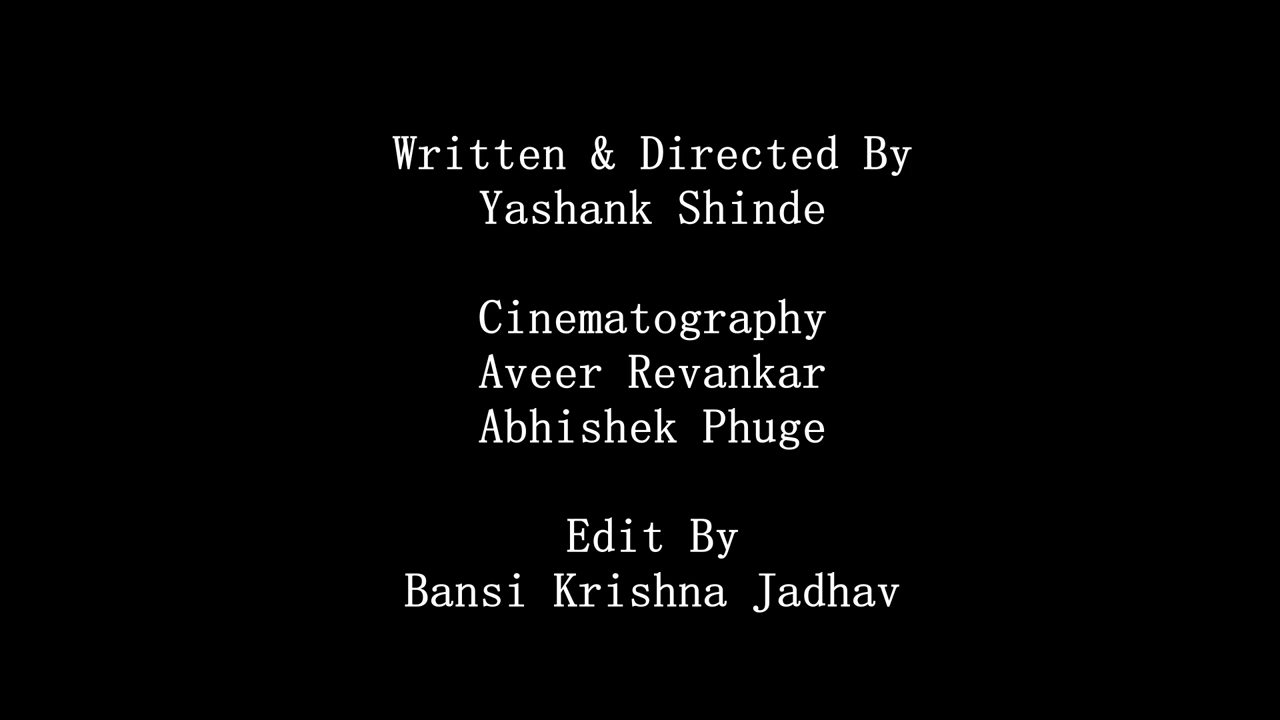 Written & Directed By
Yashank Shinde
Cinematography
Aveer Revankar
Abhishek Phuge
Edit By
Bansi Krishna Jadhav